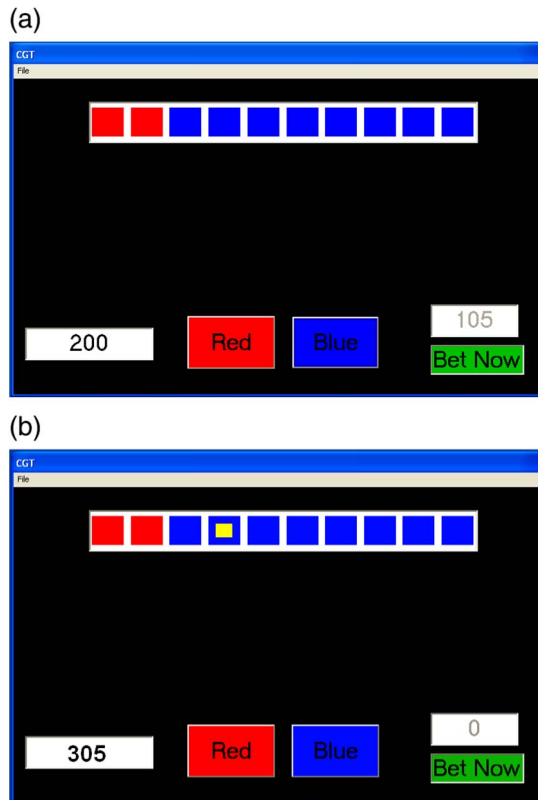 (a)
CGT
File
105
200 Red Blue
Bet Now
(b)
CGT
File
0
305 Red Blue
Bet Now